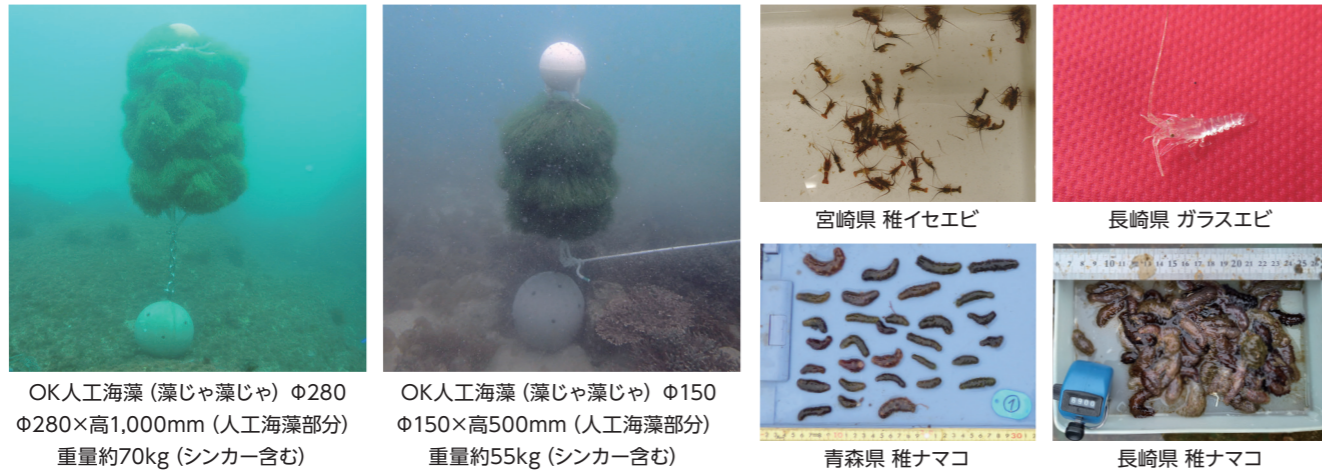 OK人工海藻 (藻じゃ藻じゃ) Φ280
Φ280×高1,000mm (人工海藻部分)
重量約70kg (シンカー含む)
OK人工海藻 (藻じゃ藻じゃ) Φ150
Φ150×高500mm (人工海藻部分)
重量約55kg (シンカー含む)
宮崎県 稚イセエビ
長崎県 ガラスエビ
①
青森県 稚ナマコ
長崎県 稚ナマコ